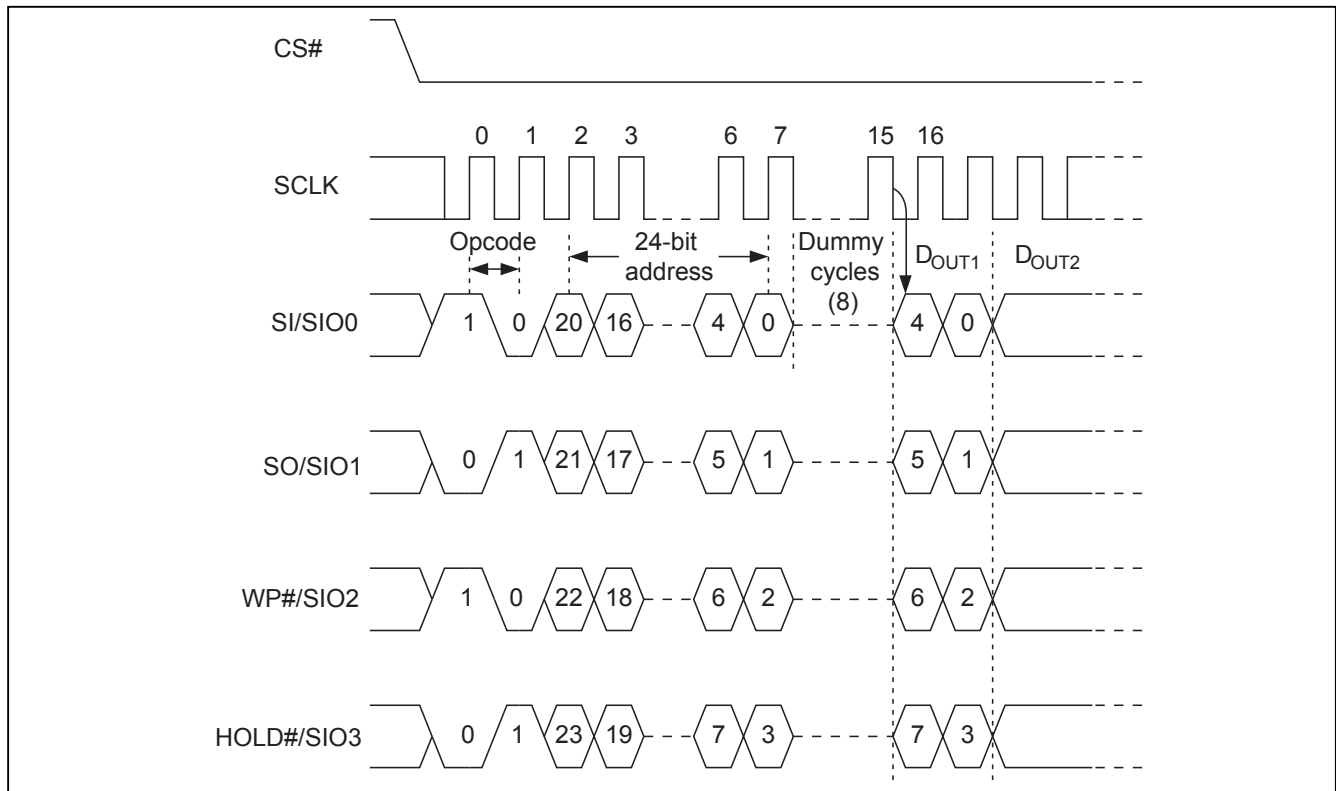 CS#
0 1 2 3 6 7 15 16
SCLK
Opcode
24-bit
address
Dummy
cycles
(8)
DOUT1
DOUT2
SI/SIO0
1 0 20 16 4 0 4 0
SO/SIO1
0 1 21 17 5 1 5 1
WP#/SIO2
1 0 22 18 6 2 6 2
HOLD#/SIO3
0 1 23 19 7 3 7 3